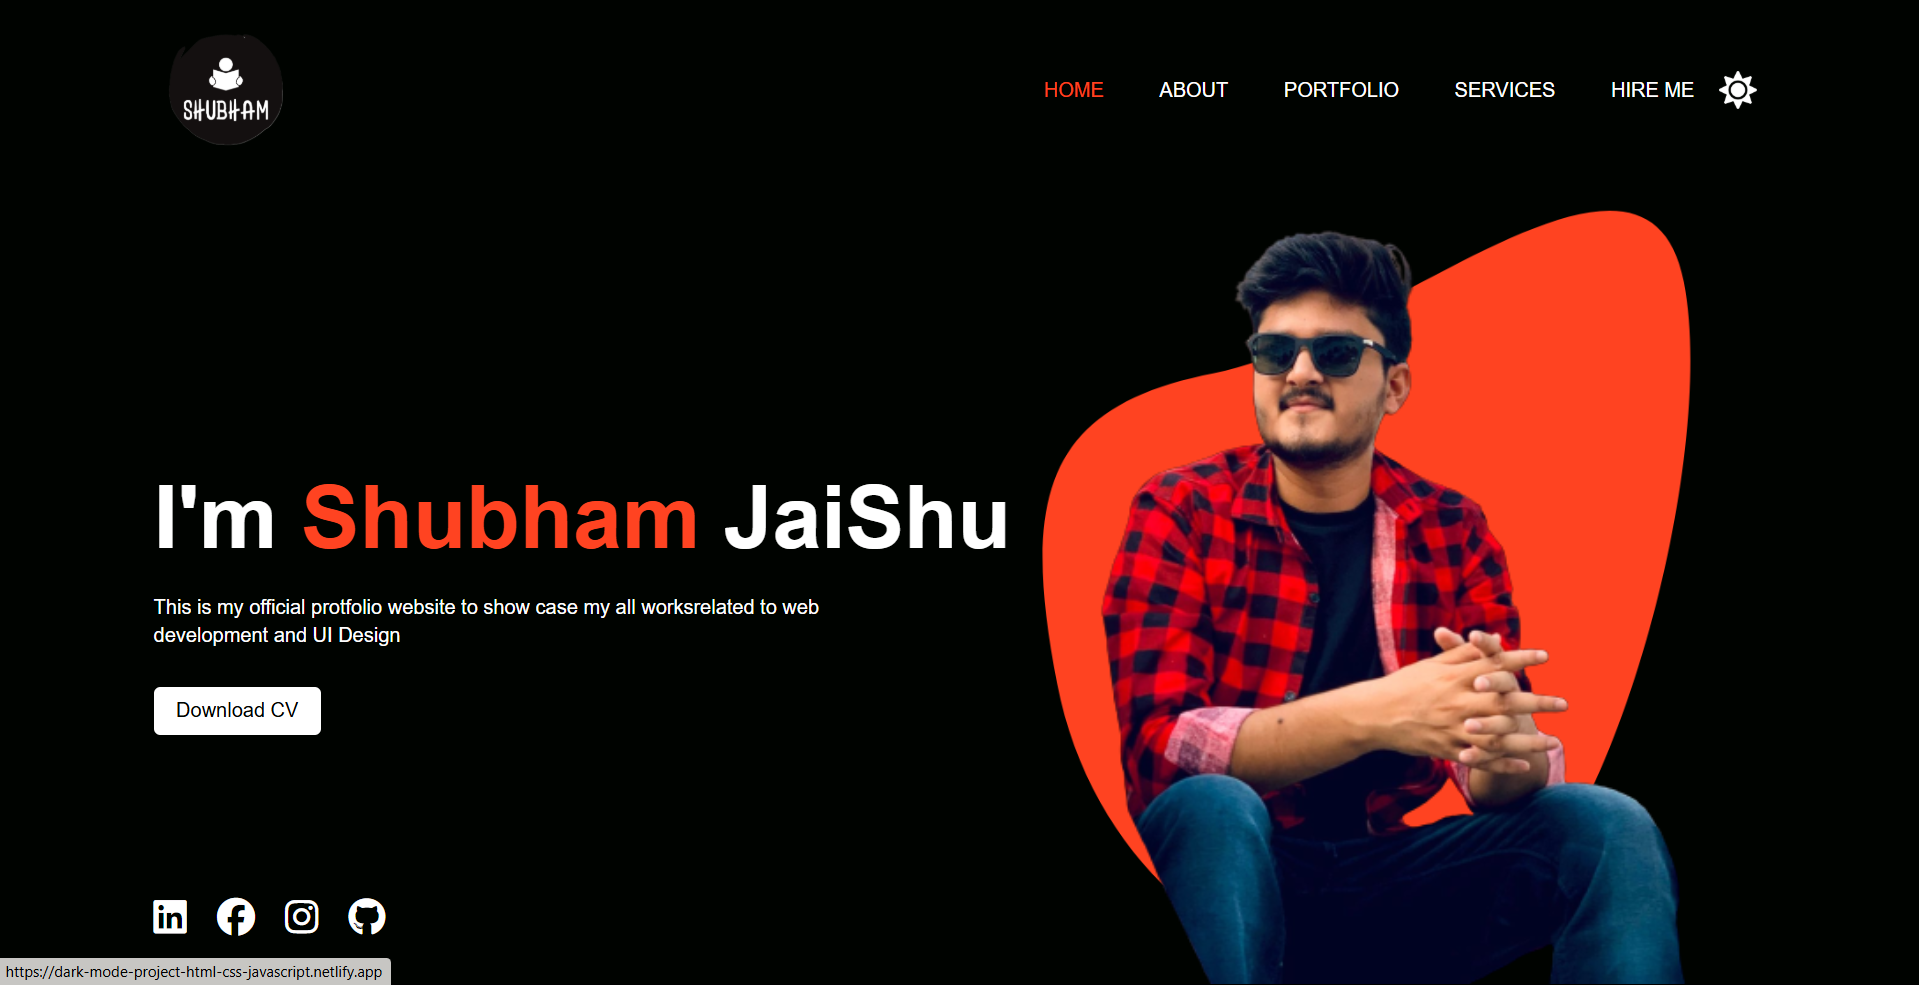 SHUBHAM
HOME ABOUT PORTFOLIO SERVICES HIRE ME
I'm Shubham JaiShu
This is my official protfolio website to show case my all worksrelated to web
development and UI Design
Download CV
in
https://dark-mode-project-html-css-javascript.netlify.app